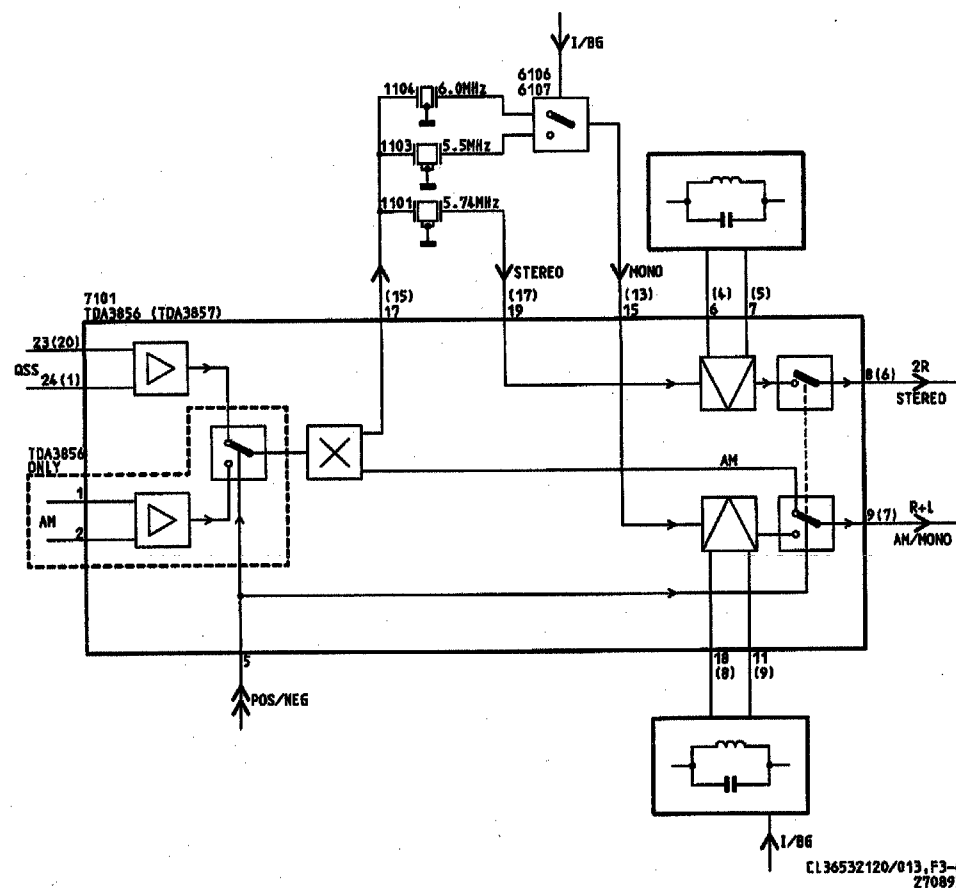 I/BG
6106
6107
1104 6.0MHz
1103 5.5MHz
1101 5.74MHz
STEREO
MONO
7101
TDA3856 (TDA3857)
(15)
17
(17)
19
(13)
15
(4)
6
(5)
7
23(20)
QSS
24(1)
2R
8(6)
STEREO
TDA3856
ONLY
1
AM
2
AM
R+L
9(7)
AM/MONO
5
10
(8)
11
(9)
POS/NEG
I/BG
CL36532120/013,F3-
27089